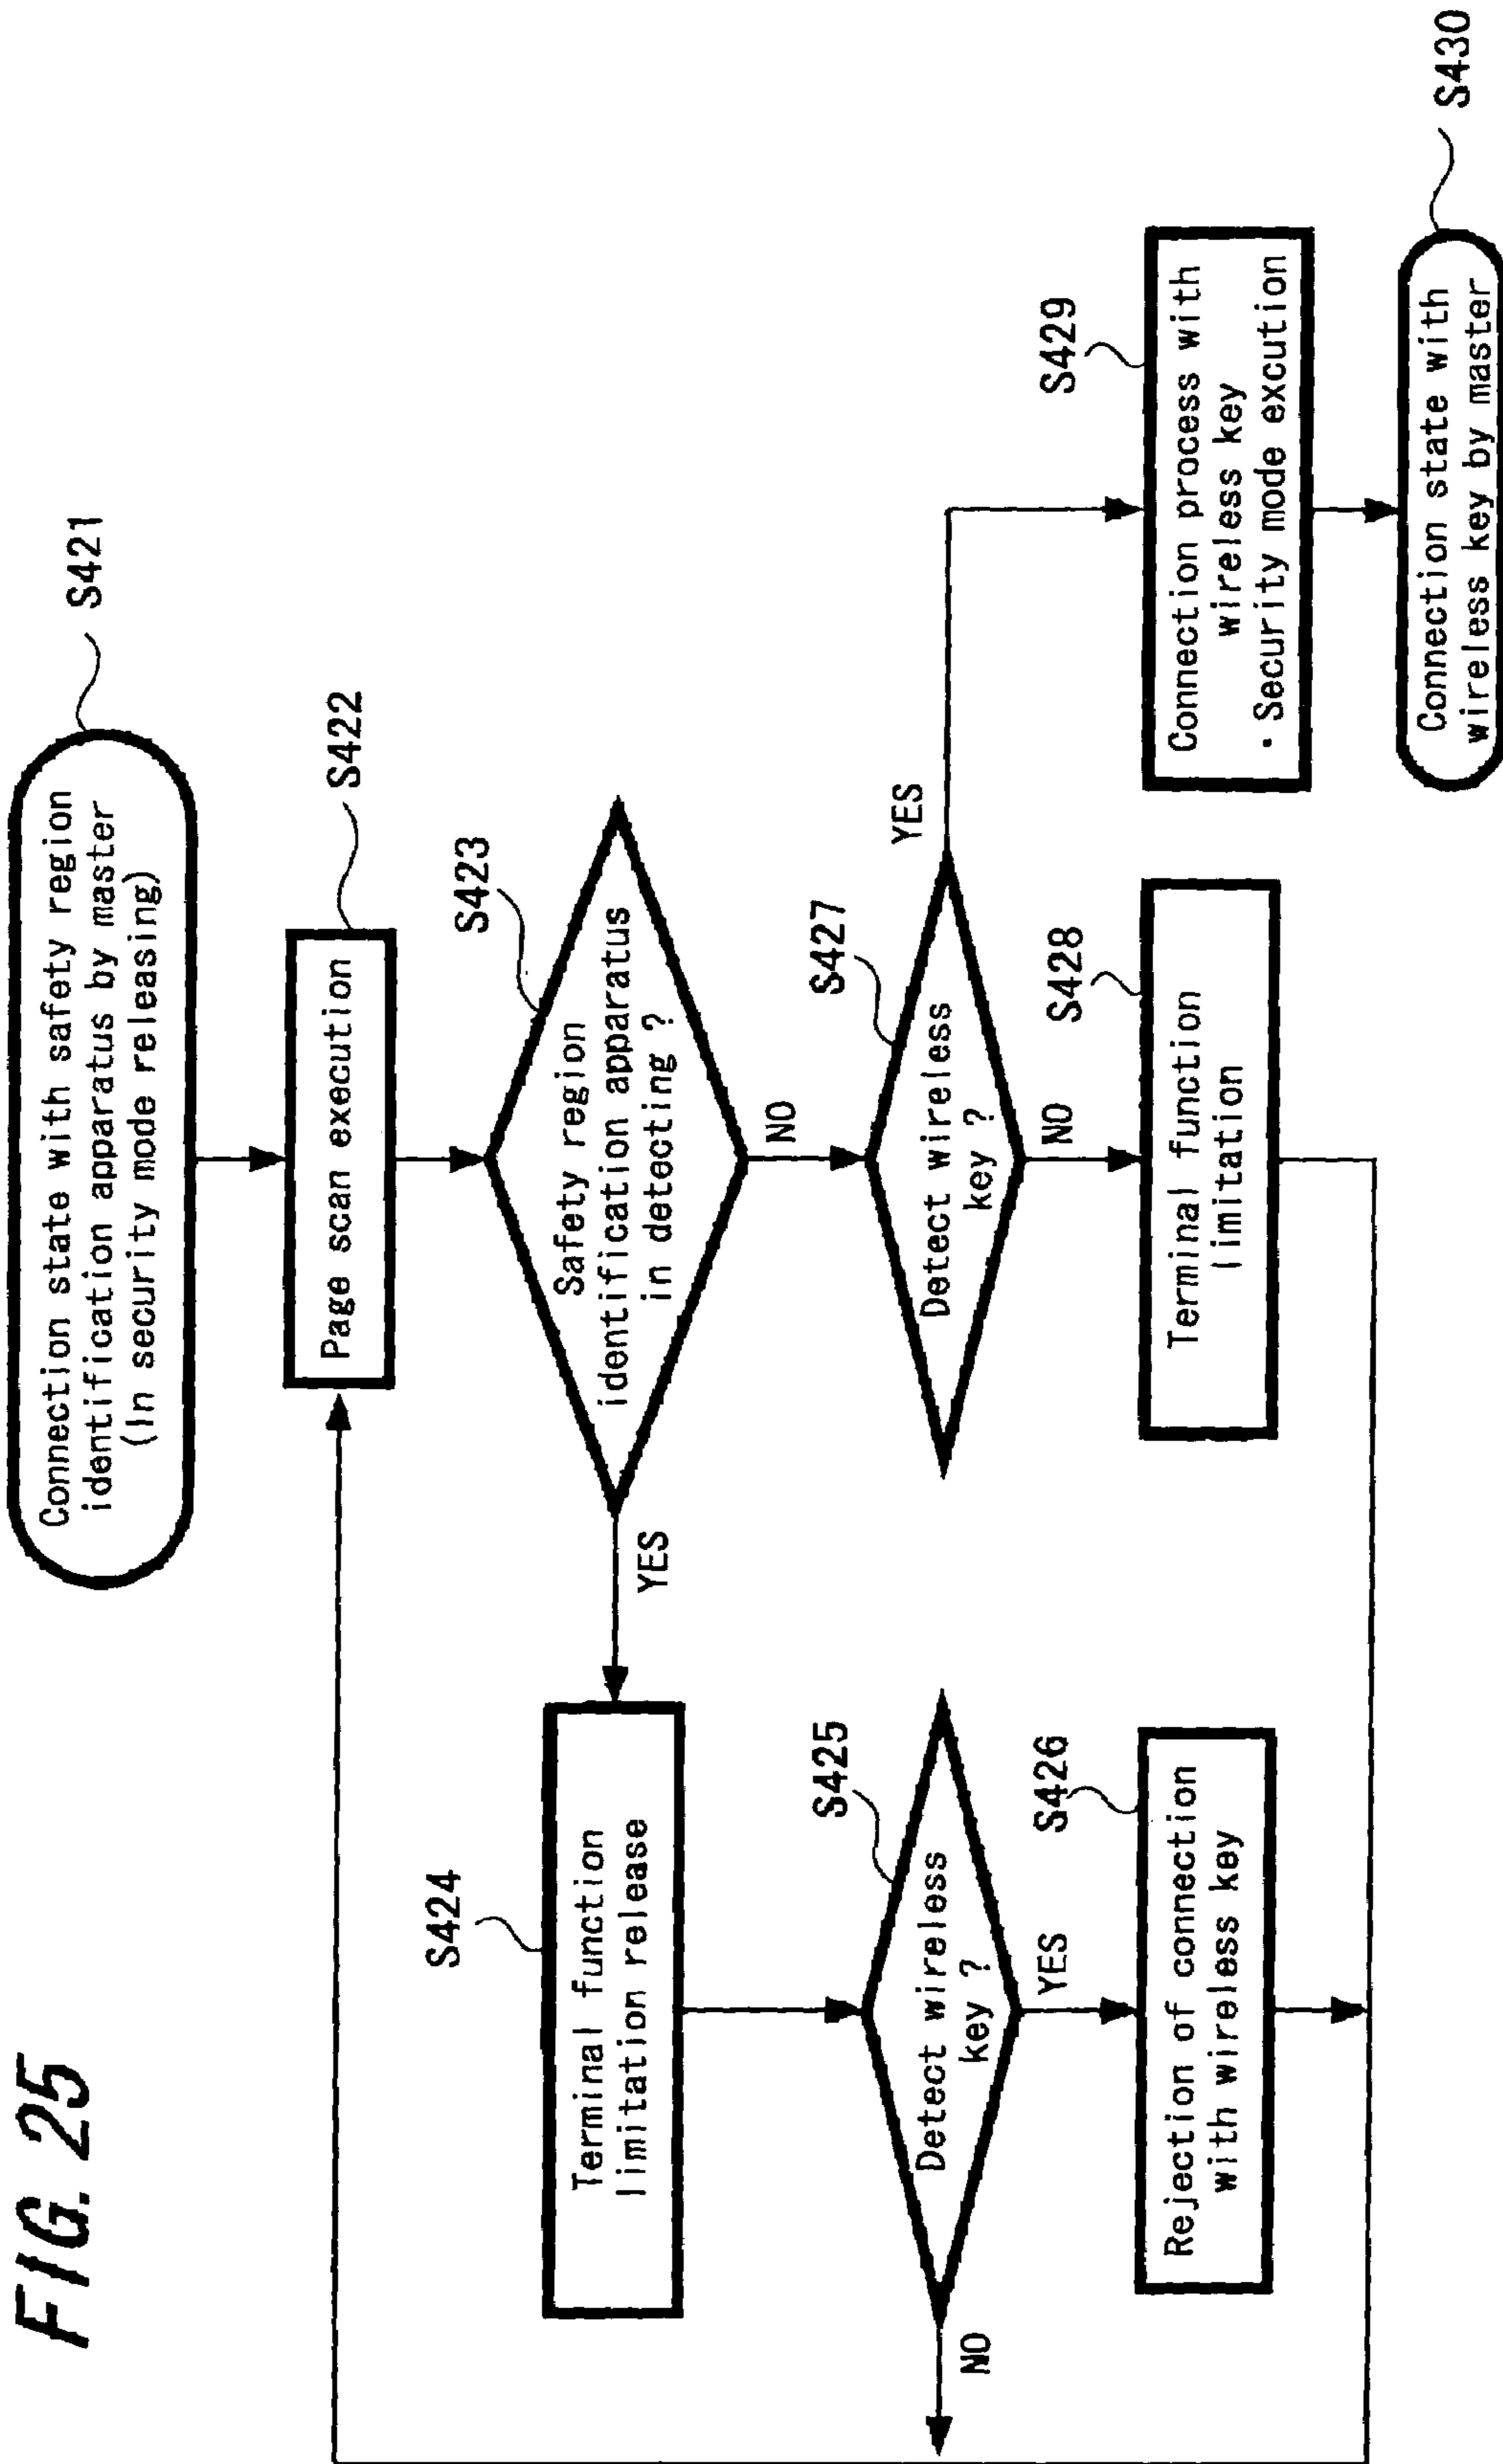 FIG. 25
Connection state with safety region
identification apparatus by master
(In security mode releasing)
S421
Page scan execution
S422
Safety region
identification apparatus
in detecting ?
S423
YES
NO
Terminal function
limitation release
S424
Detect wireless
key ?
S425
NO
YES
Rejection of connection
with wireless key
S426
Detect wireless
key ?
S427
YES
NO
Terminal function
limitation
S428
Connection process with
wireless key
・Security mode excution
S429
Connection state with
wireless key by master
S430